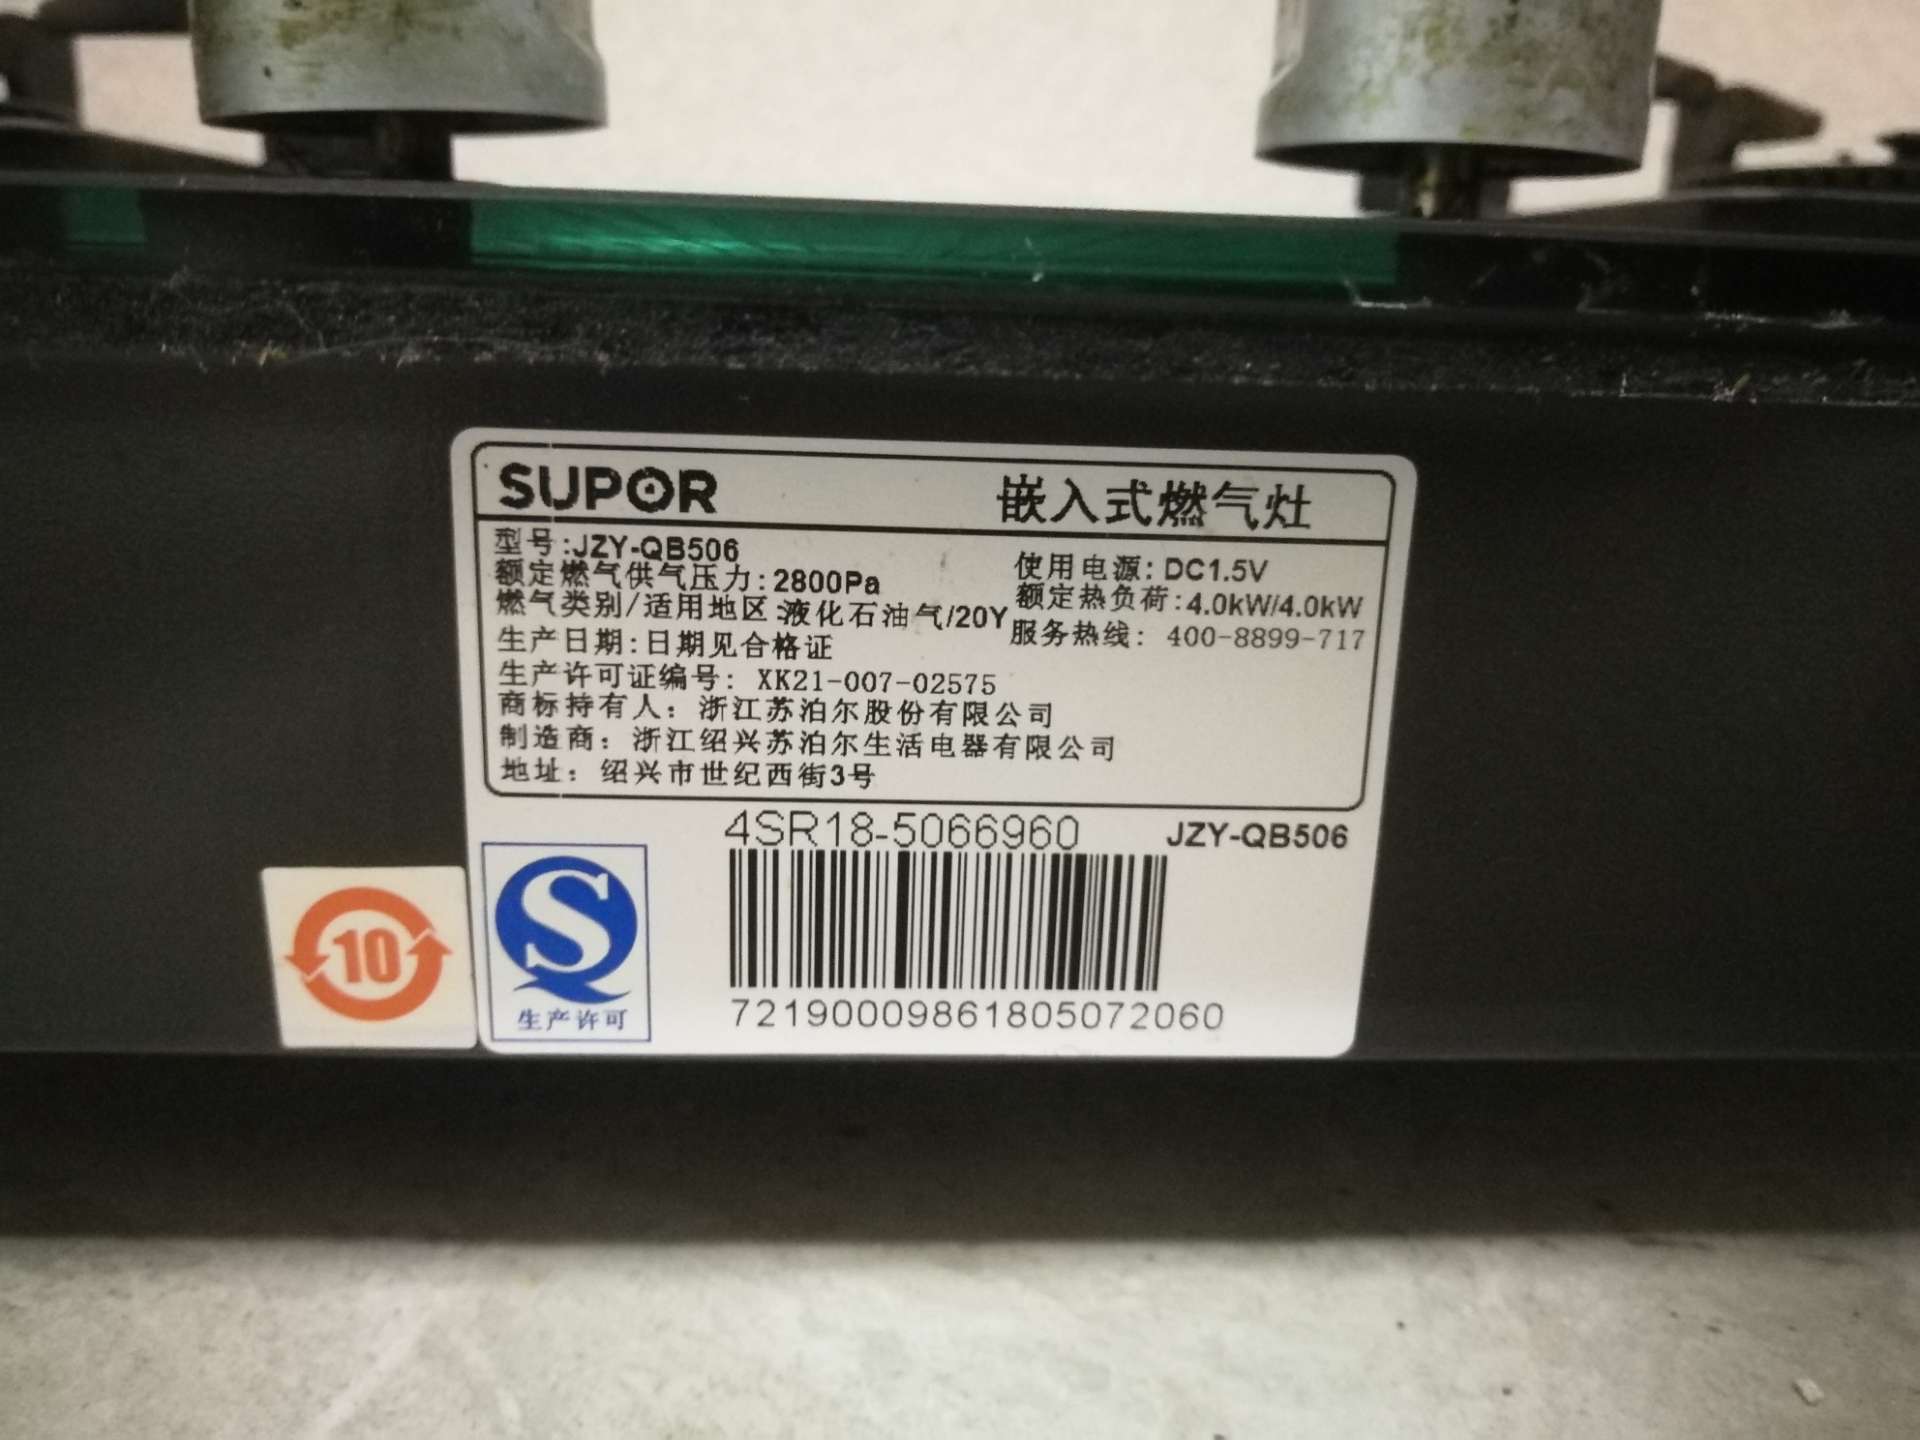 SUPOR 嵌入式燃气灶
型号:JZY-QB506
额定燃气供气压力:2800Pa
燃气类别/适用地区:液化石油气/20Y
生产日期:日期见合格证
使用电源:DC1.5V
额定热负荷:4.0kW/4.0kW
服务热线: 400-8899-717
生产许可证编号: XK21-007-02575
商标持有人: 浙江苏泊尔股份有限公司
制造商: 浙江绍兴苏泊尔生活电器有限公司
地址: 绍兴市世纪西街3号
4SR18-5066960 JZY-QB506
10
生产许可
72190009861805072060